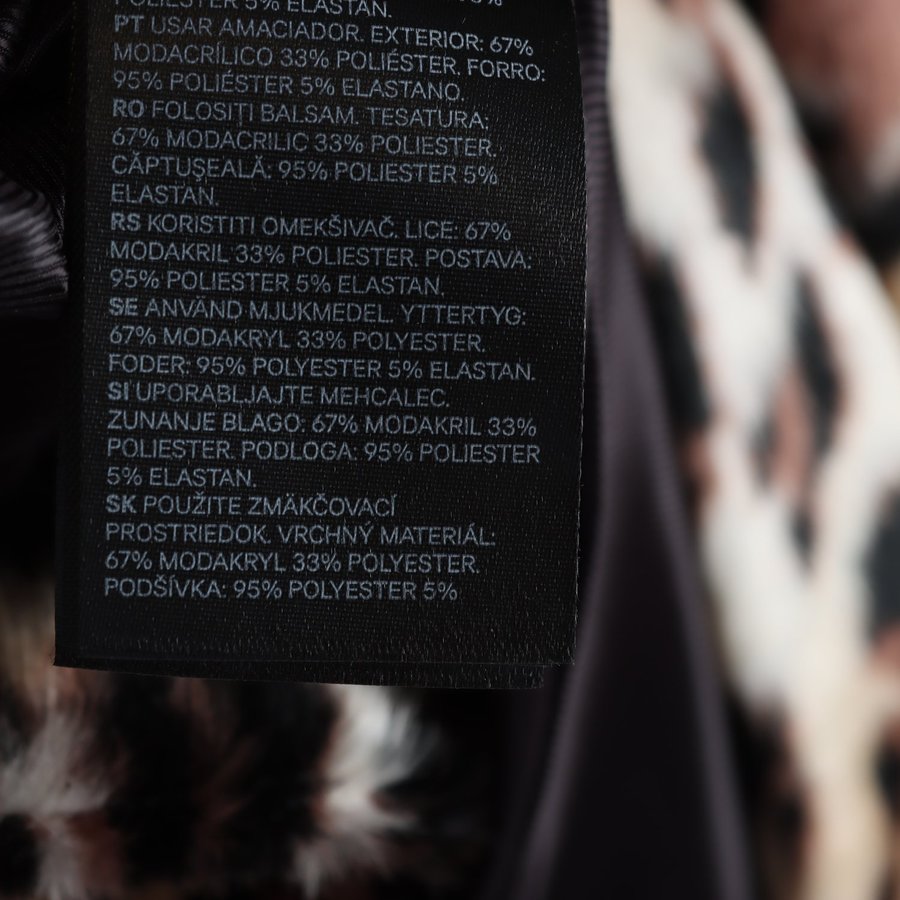 POLIESTER 5% ELASTAN.
PT USAR AMACIADOR. EXTERIOR: 67%
MODACRÍLICO 33% POLIÉSTER. FORRO:
95% POLIÉSTER 5% ELASTANO.
RO FOLOSIȚI BALSAM. TESATURA:
67% MODACRILIC 33% POLIESTER.
CĂPTUȘEALĂ: 95% POLIESTER 5%
ELASTAN.
RS KORISTITI OMEKŠIVAČ. LICE: 67%
MODAKRIL 33% POLIESTER. POSTAVA:
95% POLIESTER 5% ELASTAN.
SE ANVÄND MJUKMEDEL. YTTERTYG:
67% MODAKRYL 33% POLYESTER.
FODER: 95% POLYESTER 5% ELASTAN.
SI UPORABLJAJTE MEHCALEC.
ZUNANJE BLAGO: 67% MODAKRIL 33%
POLIESTER. PODLOGA: 95% POLIESTER
5% ELASTAN.
SK POUŽITE ZMÄKČOVACÍ
PROSTRIEDOK. VRCHNÝ MATERIÁL:
67% MODAKRYL 33% POLYESTER.
PODŠÍVKA: 95% POLYESTER 5%